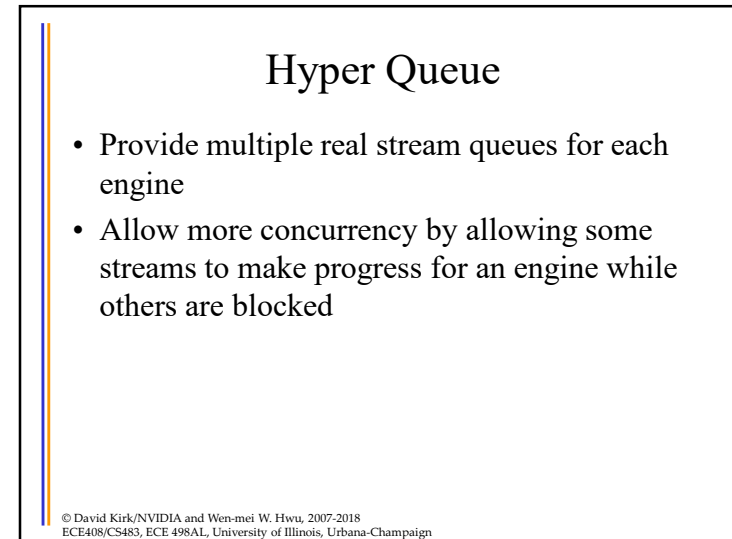 Hyper Queue
• Provide multiple real stream queues for each
engine
• Allow more concurrency by allowing some
streams to make progress for an engine while
others are blocked
© David Kirk/NVIDIA and Wen-mei W. Hwu, 2007-2018
ECE408/CS483, ECE 498AL, University of Illinois, Urbana-Champaign